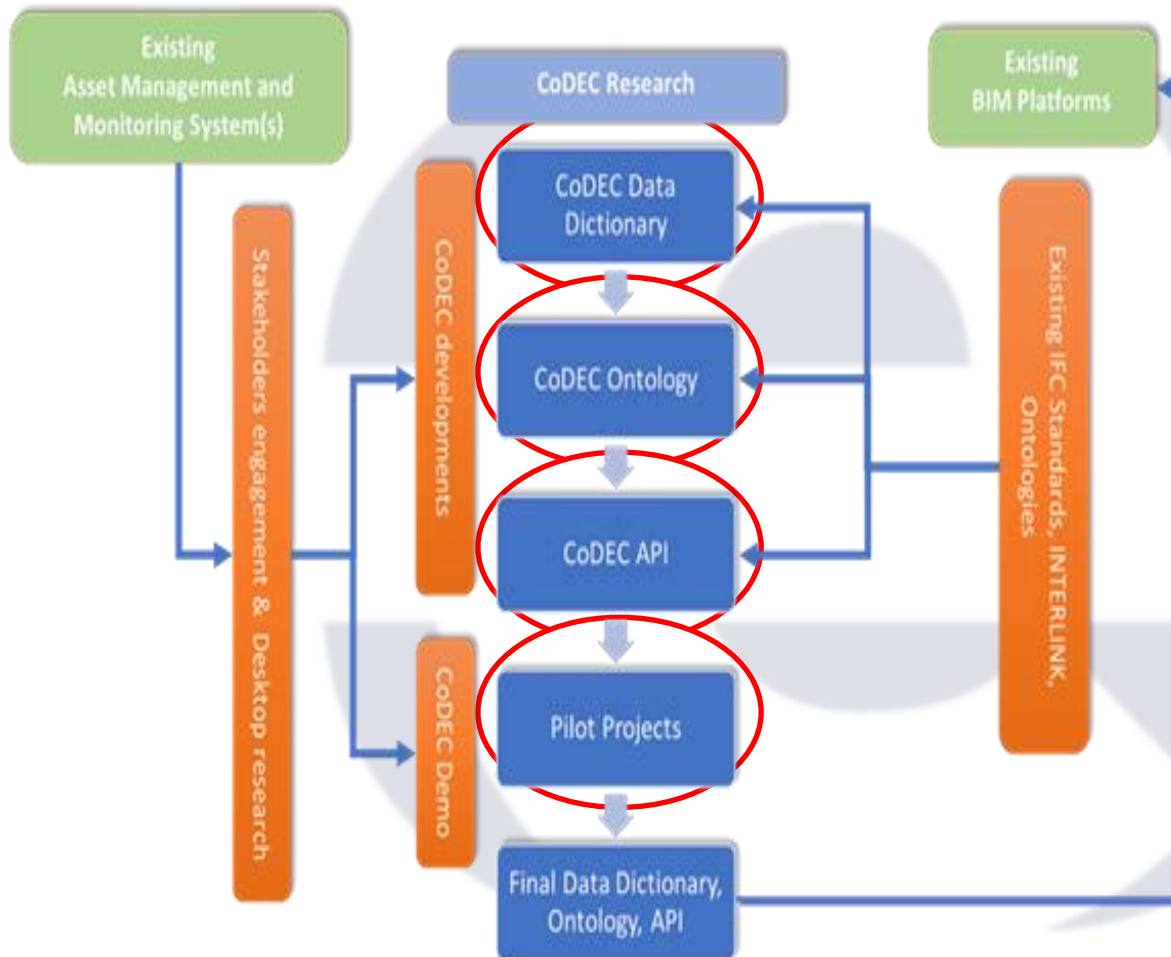 Existing
Asset Management and
Monitoring System(s)
CoDEC Research
Existing
BIM Platforms
Stakeholders engagement & Desktop research
CoDEC developments
CoDEC Data
Dictionary
CoDEC Ontology
CoDEC API
CoDEC Demo
Pilot Projects
Final Data Dictionary,
Ontology, API
Existing IFC Standards, INTERLINK,
Ontologies